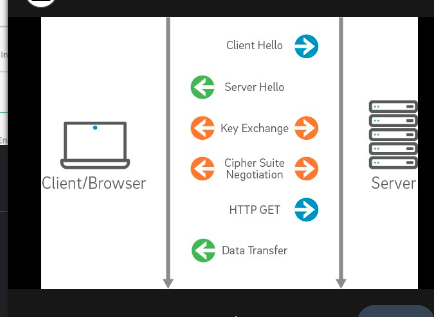 Client Hello
Server Hello
Key Exchange
Cipher Suite
Negotiation
HTTP GET
Data Transfer
Client/Browser
Server